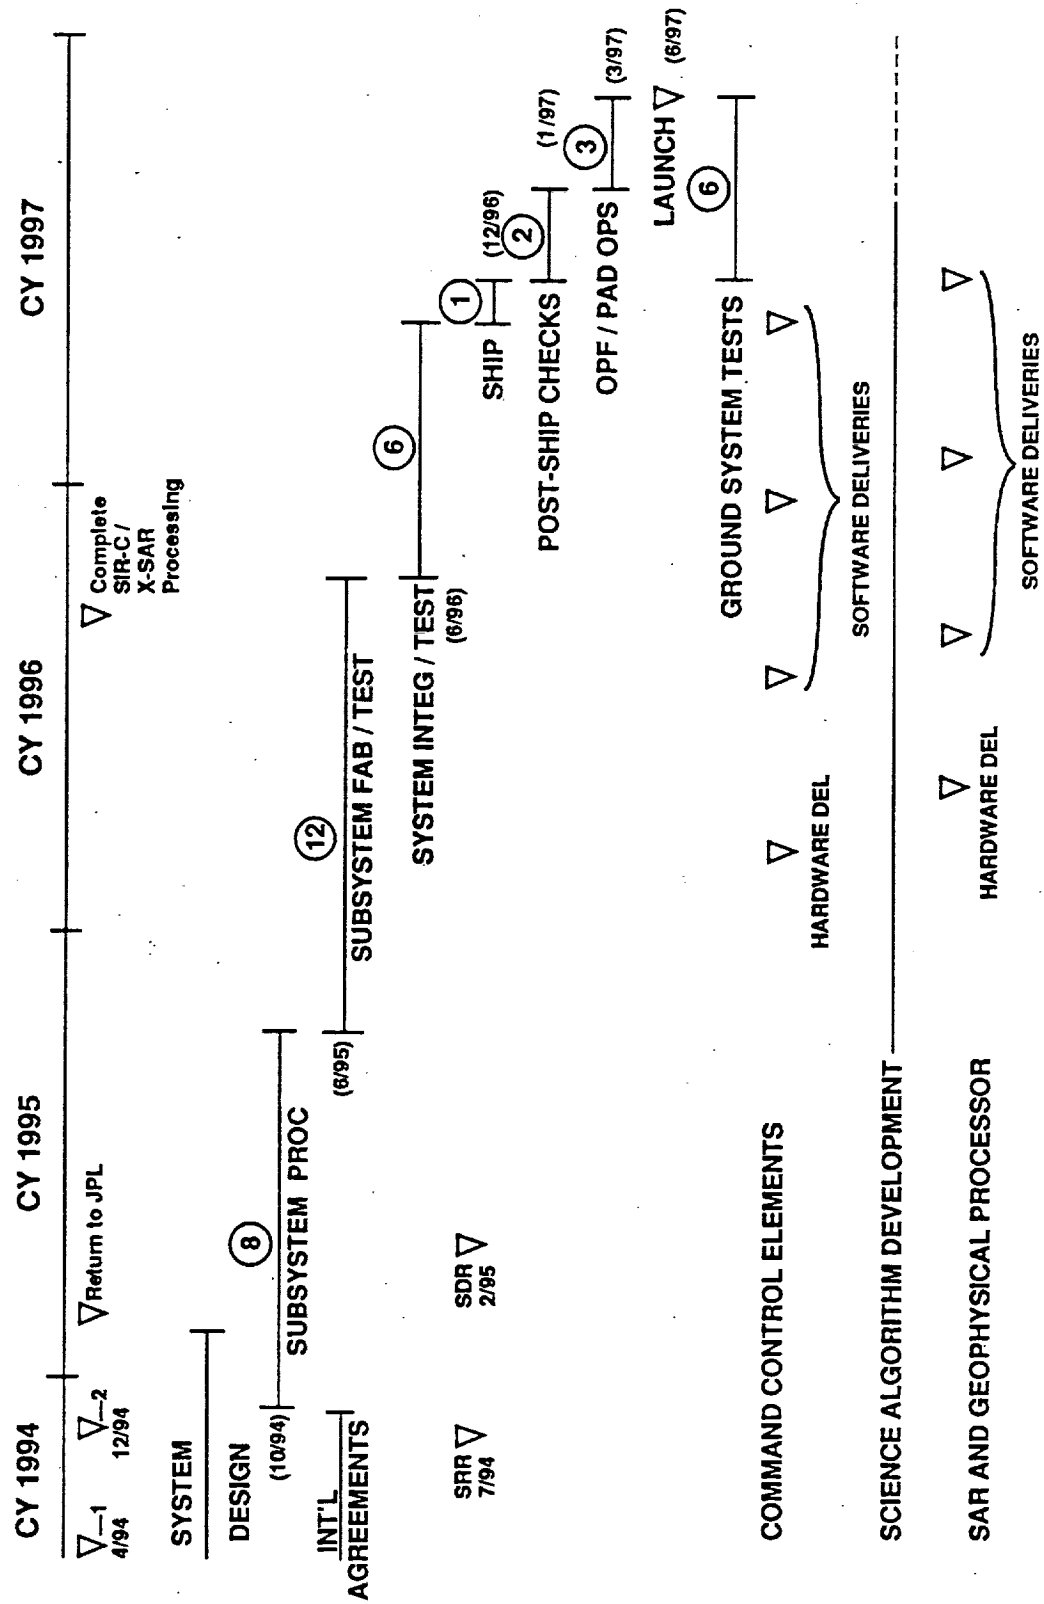 CY 1994
CY 1995
CY 1996
CY 1997
1
4/94
2
12/94
Return to JPL
Complete
SIR-C /
X-SAR
Processing
SYSTEM
DESIGN
8
SUBSYSTEM PROC
(10/94)
INT'L
AGREEMENTS
(6/95)
12
SUBSYSTEM FAB / TEST
6
SYSTEM INTEG / TEST
(6/96)
SRR
7/94
SDR
2/95
1
SHIP
(12/96)
2
POST-SHIP CHECKS
(1/97)
3
OPF / PAD OPS
(3/97)
LAUNCH
(6/97)
6
GROUND SYSTEM TESTS
COMMAND CONTROL ELEMENTS
HARDWARE DEL
SOFTWARE DELIVERIES
SCIENCE ALGORITHM DEVELOPMENT
SAR AND GEOPHYSICAL PROCESSOR
HARDWARE DEL
SOFTWARE DELIVERIES